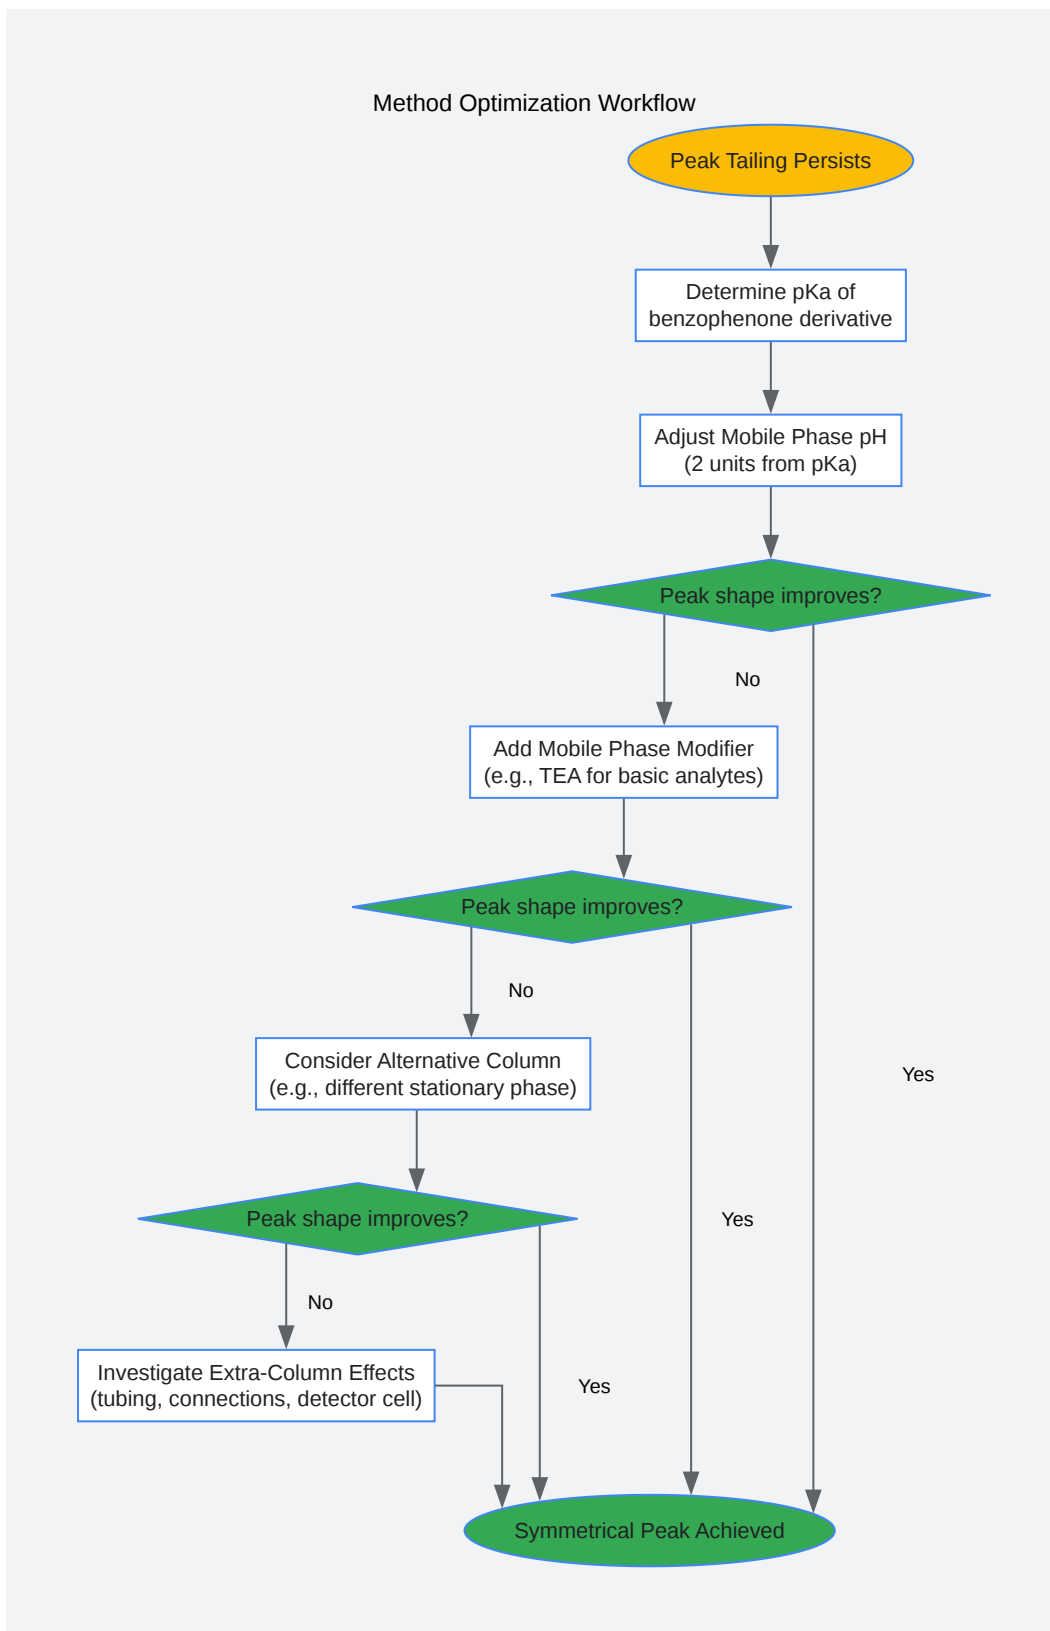 Method Optimization Workflow
Peak Tailing Persists
Determine pKa of
benzophenone derivative
Adjust Mobile Phase pH
(2 units from pKa)
Peak shape improves?
No
Add Mobile Phase Modifier
(e.g., TEA for basic analytes)
Peak shape improves?
No
Consider Alternative Column
(e.g., different stationary phase)
Yes
Peak shape improves?
Yes
No
Investigate Extra-Column Effects
(tubing, connections, detector cell)
Yes
Symmetrical Peak Achieved